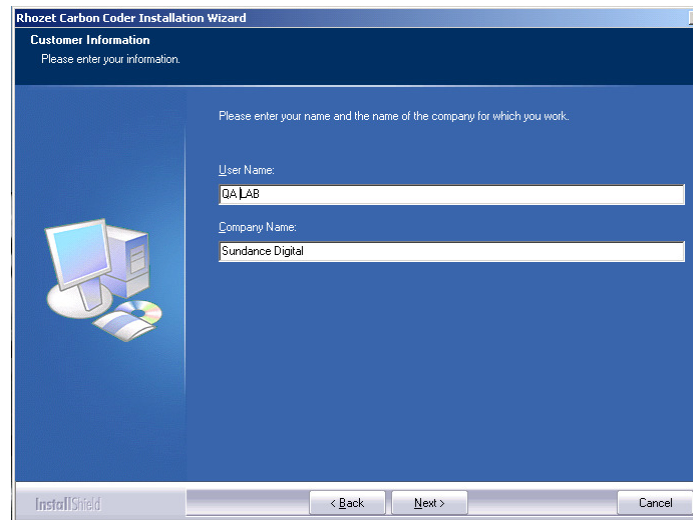 Rhozet Carbon Coder Installation Wizard
Customer Information
Please enter your information.
Please enter your name and the name of the company for which you work.
User Name:
QA LAB
Company Name:
Sundance Digital
InstallShield
< Back
Next >
Cancel